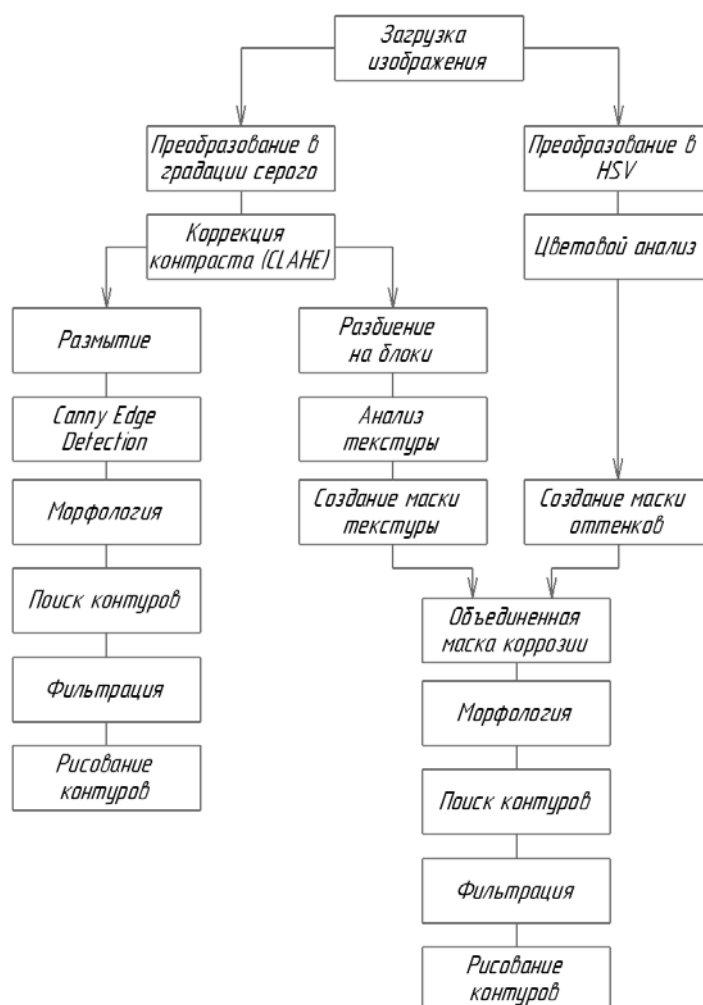 Загрузка
изображения
Преобразование в
градации серого
Преобразование в
HSV
Коррекция
контраста (CLAHE)
Цветовой анализ
Размытие
Разбиение
на блоки
Canny Edge
Detection
Анализ
текстуры
Морфология
Создание маски
текстуры
Создание маски
оттенков
Поиск контуров
Объединенная
маска коррозии
Фильтрация
Морфология
Рисование
контуров
Поиск контуров
Фильтрация
Рисование
контуров